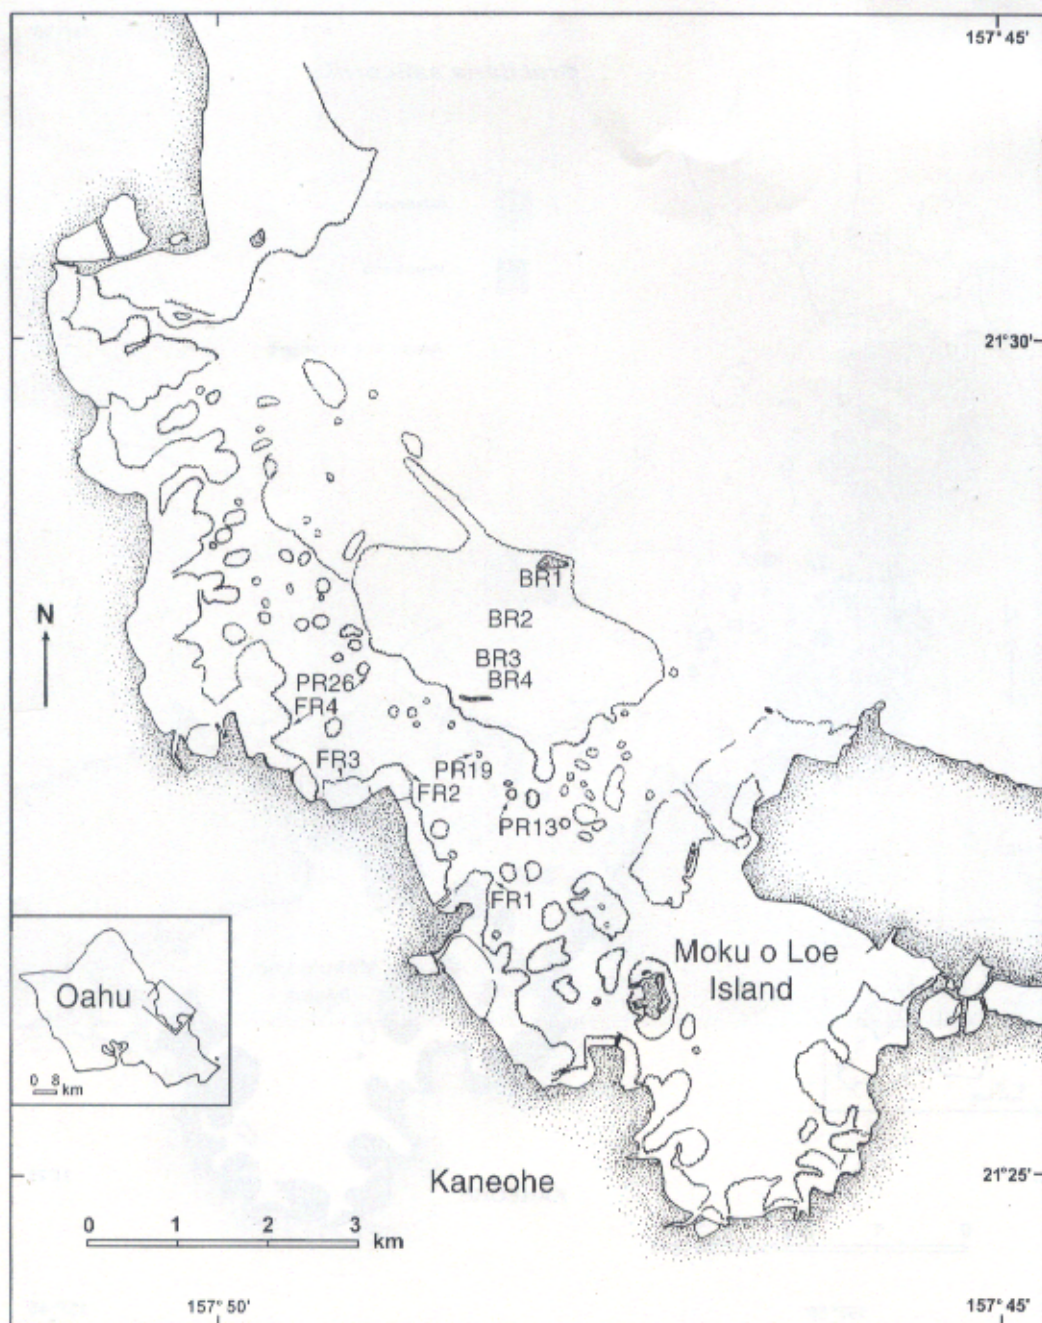 157°45'
21°30'
BR1
N
BR2
BR3
BR4
PR26
FR4
FR3
PR19
FR2
PR13
FR1
Moku o Loe
Island
Oahu
0 8 km
Kaneohe
21°25'
0 1 2 3
km
157°50'
157°45'